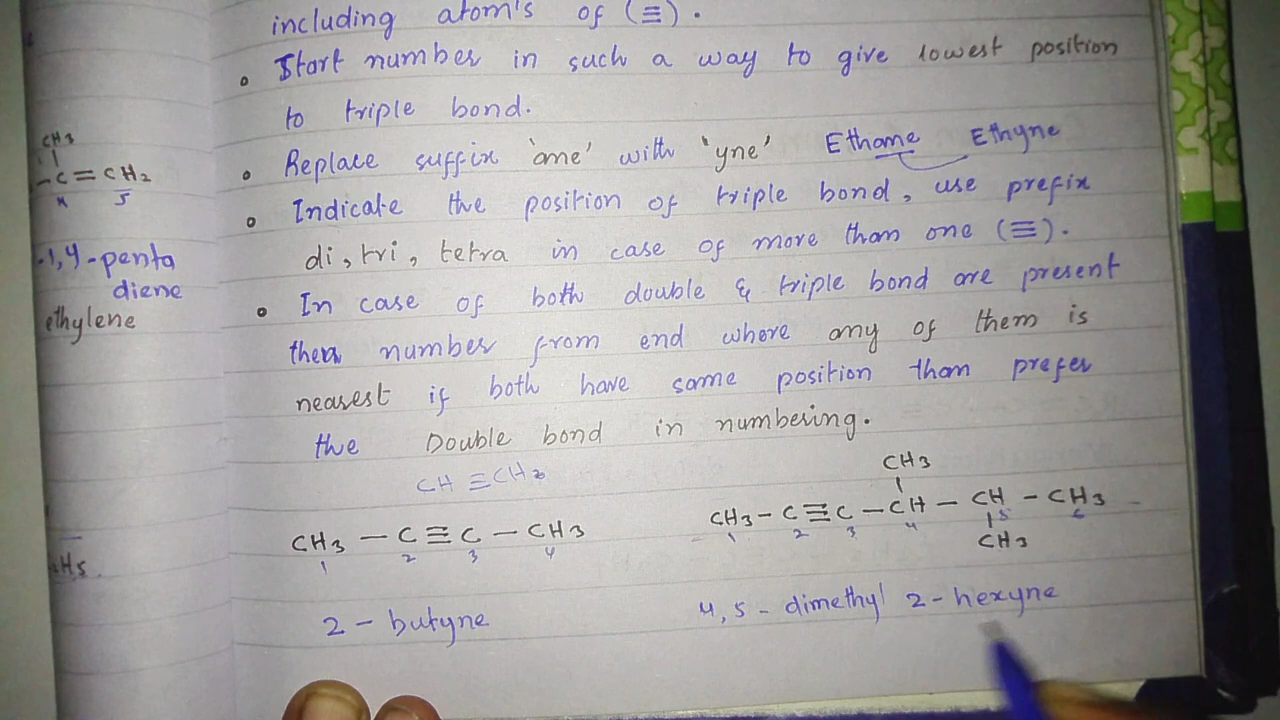 including atom's of (≡).
• Start number in such a way to give lowest position
to triple bond.
• Replace suffix 'ane' with 'yne' Ethane Ethyne
• Indicate the position of triple bond, use prefix
di, tri, tetra in case of more than one (≡).
• In case of both double & triple bond are present
then number from end where any of them is
nearest if both have same position than prefer
the Double bond in numbering.
CH ≡ CH2
CH3 — C ≡ C — CH3
1 2 3 4
2 - butyne
CH3
CH3 - C ≡ C — CH — CH - CH3
1 2 3 4 5 6
CH3
4, 5 - dimethyl 2 - hexyne
CH3
- C = CH2
4 5
-1,4 - penta
diene
ethylene
H5.